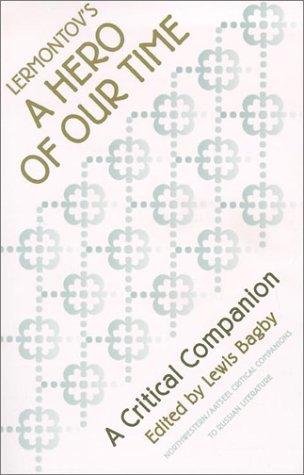 LERMONTOV'S
A HERO
OF OUR TIME
A Critical Companion
Edited by Lewis Bagby
NORTHWESTERN/AATSEEL CRITICAL COMPANIONS
TO RUSSIAN LITERATURE